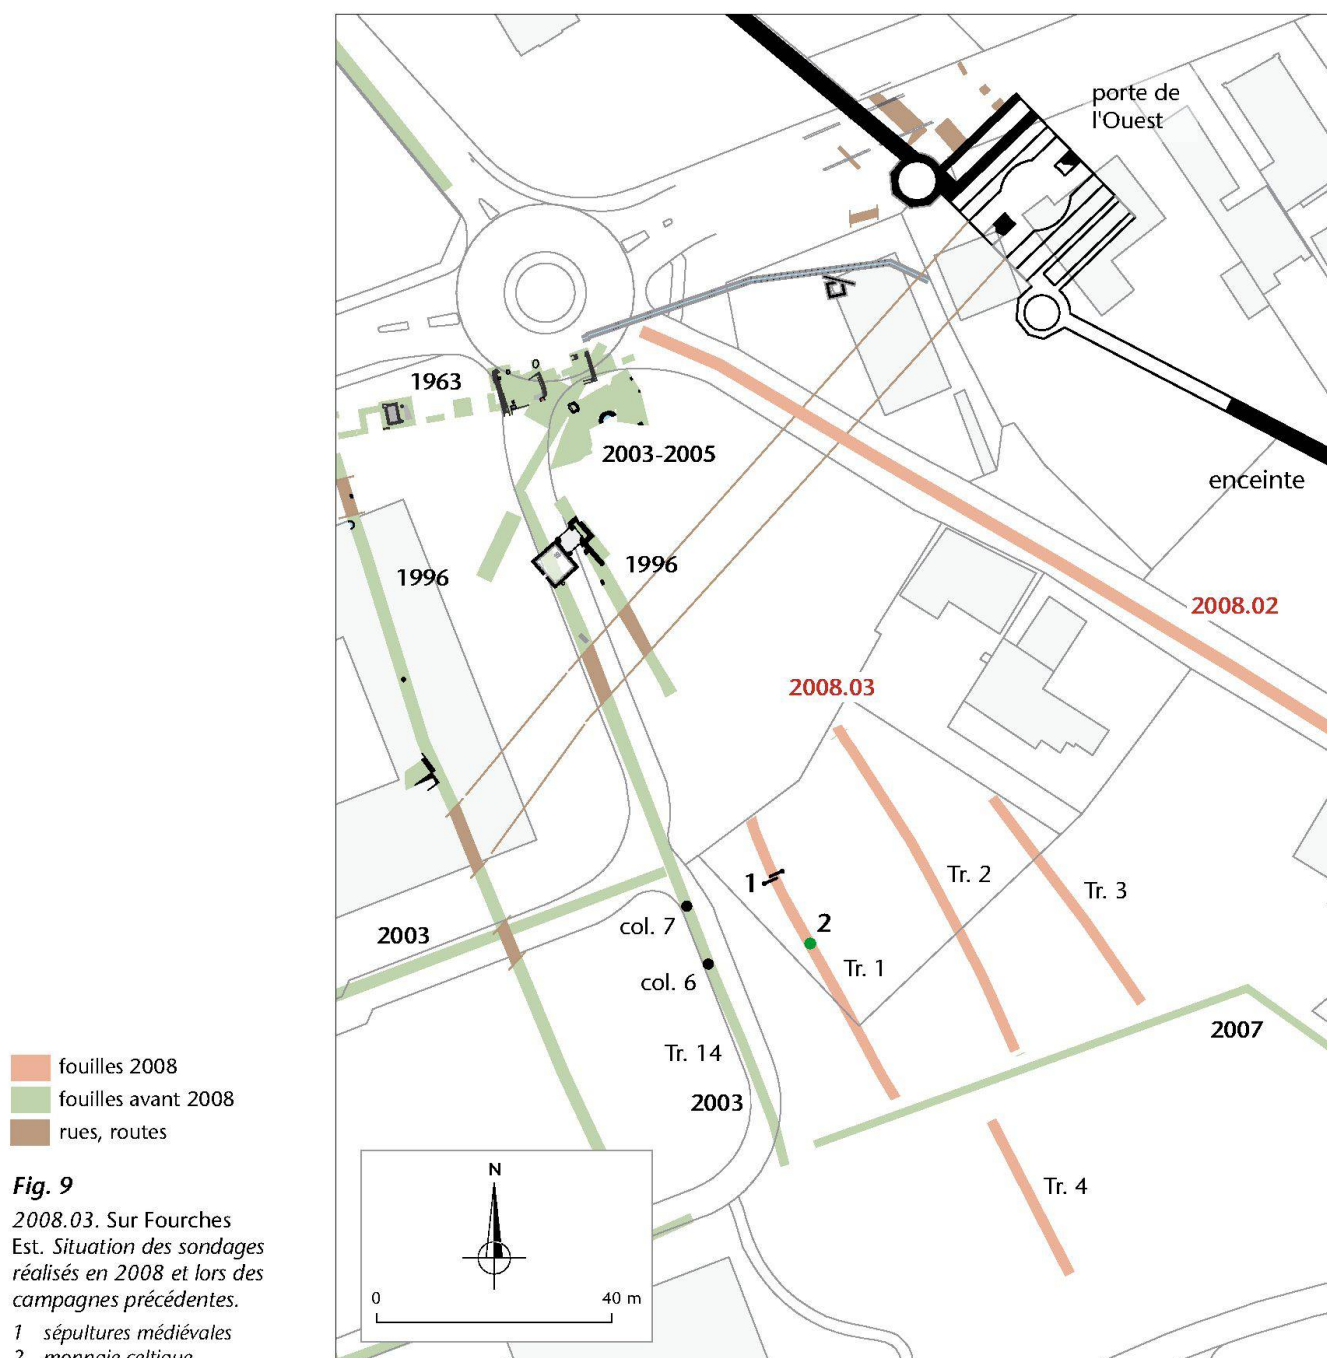 porte de
l'Ouest
1963
2003-2005
enceinte
1996
1996
2008.02
2008.03
1
2
Tr. 2
Tr. 3
col. 7
2003
Tr. 1
col. 6
2007
Tr. 14
2003
Tr. 4
N
0
40 m
fouilles 2008
fouilles avant 2008
rues, routes
Fig. 9
2008.03. Sur Fourches
Est. Situation des sondages
réalisés en 2008 et lors des
campagnes précédentes.
1 sépultures médiévales
2 monnaie celtique